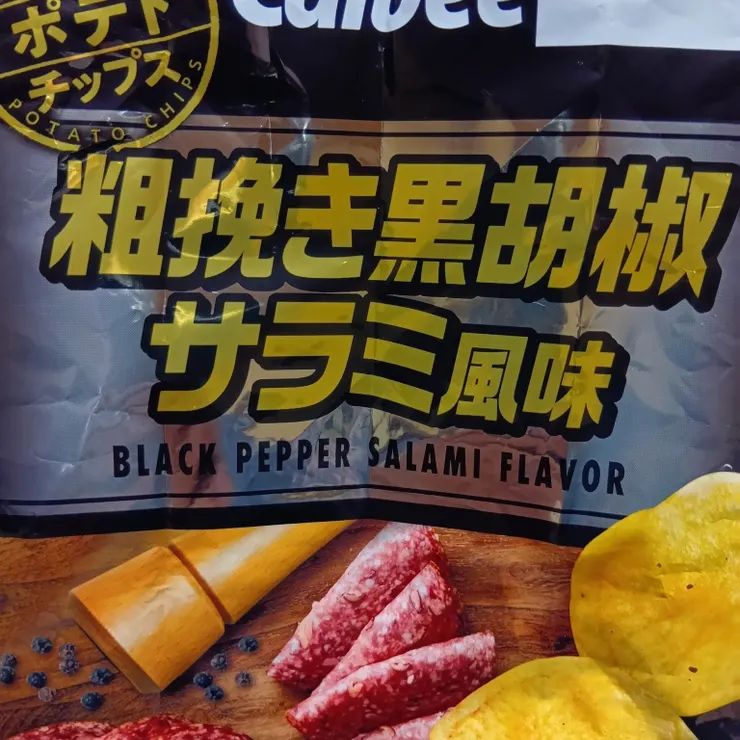 ポテト
チップス
POTATO CHIPS
Calbee
粗挽き黒胡椒
サラミ風味
BLACK PEPPER SALAMI FLAVOR